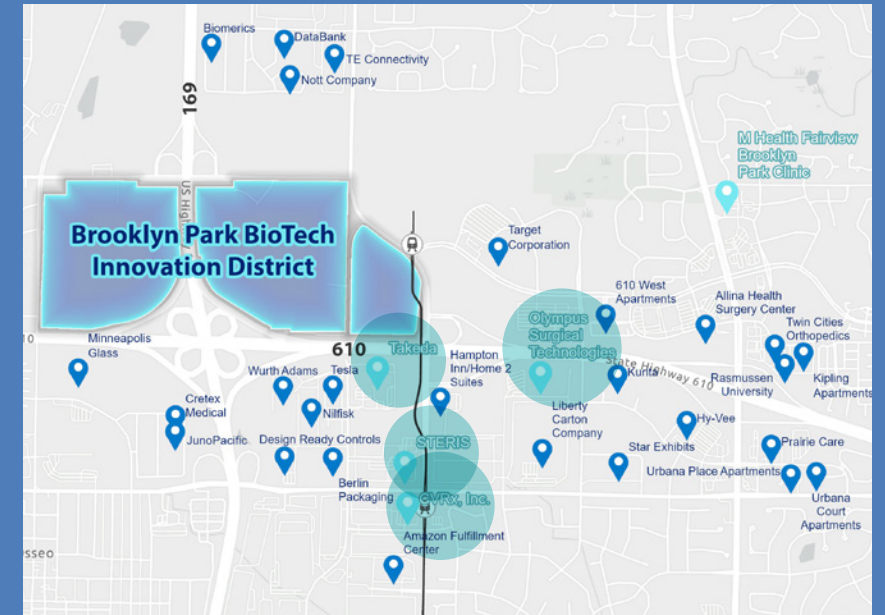 Biomerics
DataBank
TE Connectivity
Nott Company
169
US High
M Health Fairview
Brooklyn
Park Clinic
Brooklyn Park BioTech
Innovation District
Target
Corporation
610 West
Apartments
Allina Health
Surgery Center
Olympus
Surgical
Technologies
Twin Cities
Orthopedics
Minneapolis
Glass
610
Takeda
Hampton
Inn/Home 2
Suites
State Highway 610
Kurita
Rasmussen
University
Kipling
Apartments
Wurth Adams
Tesla
Cretex
Medical
Nilfisk
JunoPacific
Design Ready Controls
STERIS
Liberty
Carton
Company
Hy-Vee
Star Exhibits
Prairie Care
Urbana Place Apartments
Berlin
Packaging
CVRx, Inc.
Urbana
Court
Apartments
Amazon Fulfillment
Center
sseo